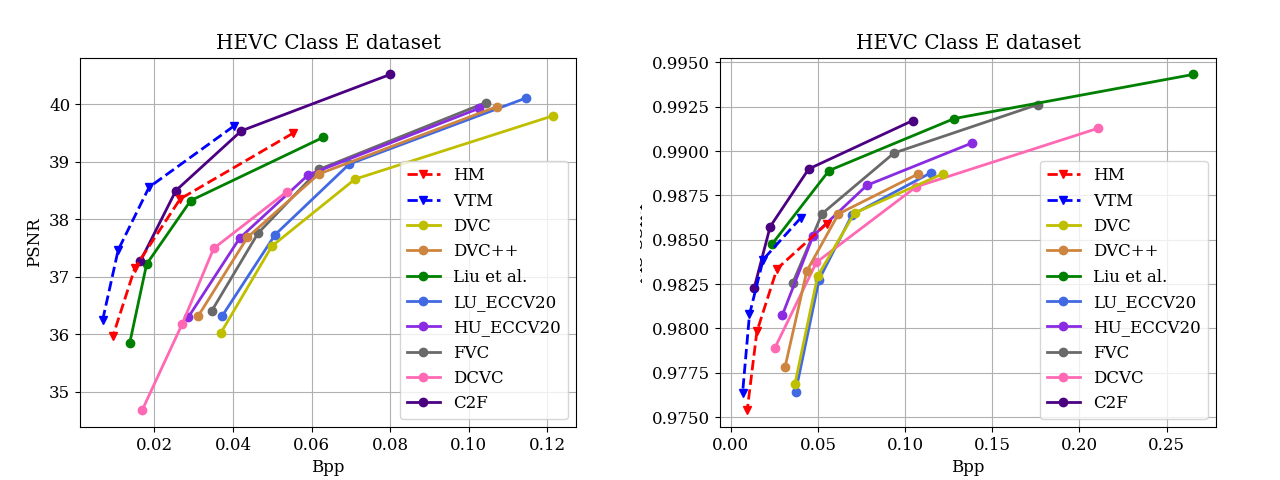 HEVC Class E dataset
PSNR
40
39
38
37
36
35
0.02 0.04 0.06 0.08 0.10 0.12
Bpp
HM
VTM
DVC
DVC++
Liu et al.
LU_ECCV20
HU_ECCV20
FVC
DCVC
C2F
HEVC Class E dataset
0.9950
0.9925
0.9900
0.9875
0.9850
0.9825
0.9800
0.9775
0.9750
0.00 0.05 0.10 0.15 0.20 0.25
Bpp
HM
VTM
DVC
DVC++
Liu et al.
LU_ECCV20
HU_ECCV20
FVC
DCVC
C2F